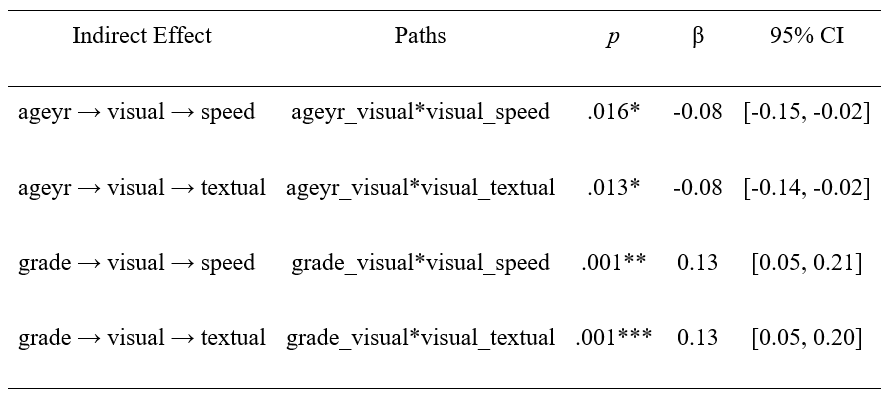 Indirect Effect Paths p β 95% CI
ageyr → visual → speed ageyr_visual*visual_speed .016* -0.08 [-0.15, -0.02]
ageyr → visual → textual ageyr_visual*visual_textual .013* -0.08 [-0.14, -0.02]
grade → visual → speed grade_visual*visual_speed .001** 0.13 [0.05, 0.21]
grade → visual → textual grade_visual*visual_textual .001*** 0.13 [0.05, 0.20]